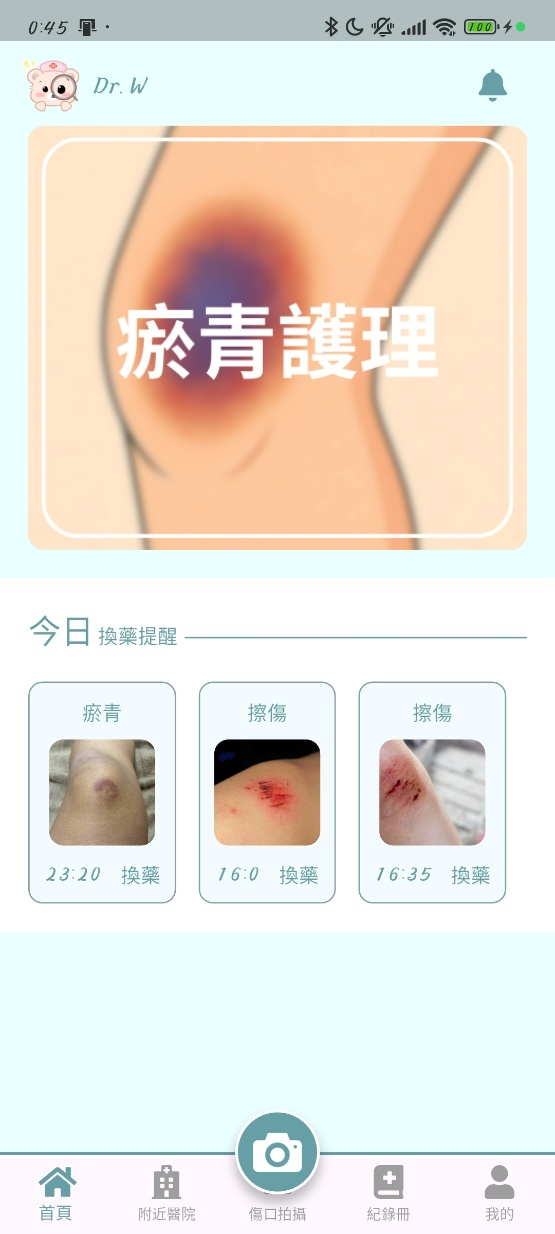 0:45
100
Dr. W
瘀青護理
今日 換藥提醒
瘀青
擦傷
擦傷
23:20 換藥
16:0 換藥
16:35 換藥
首頁
附近醫院
傷口拍攝
紀錄冊
我的